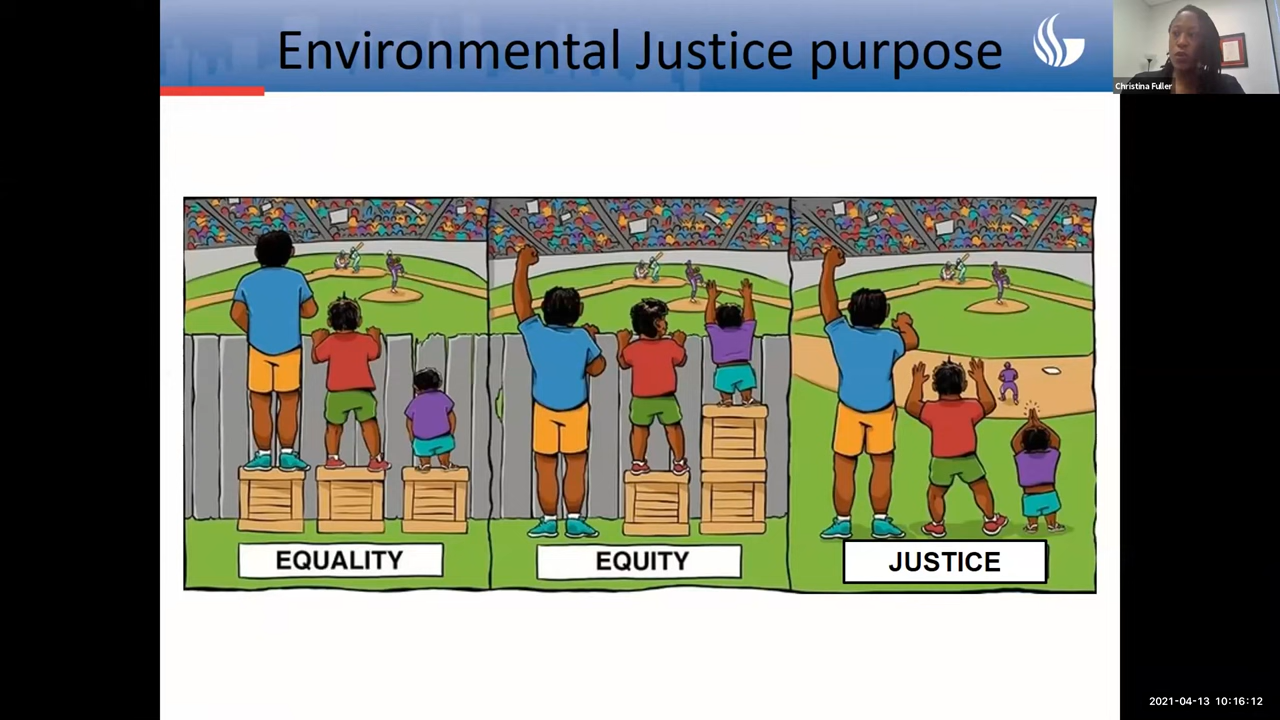 Environmental Justice purpose
Christina Fuller
EQUALITY
EQUITY
JUSTICE
2021-04-13 10:16:12